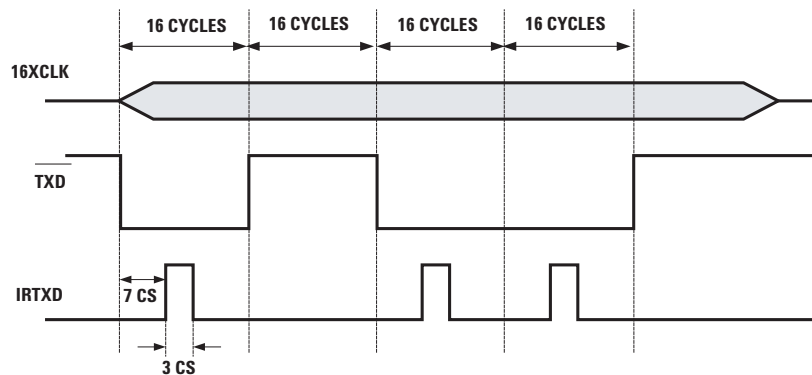 16 CYCLES 16 CYCLES 16 CYCLES 16 CYCLES
16XCLK
TXD
IRTXD
7 CS
3 CS